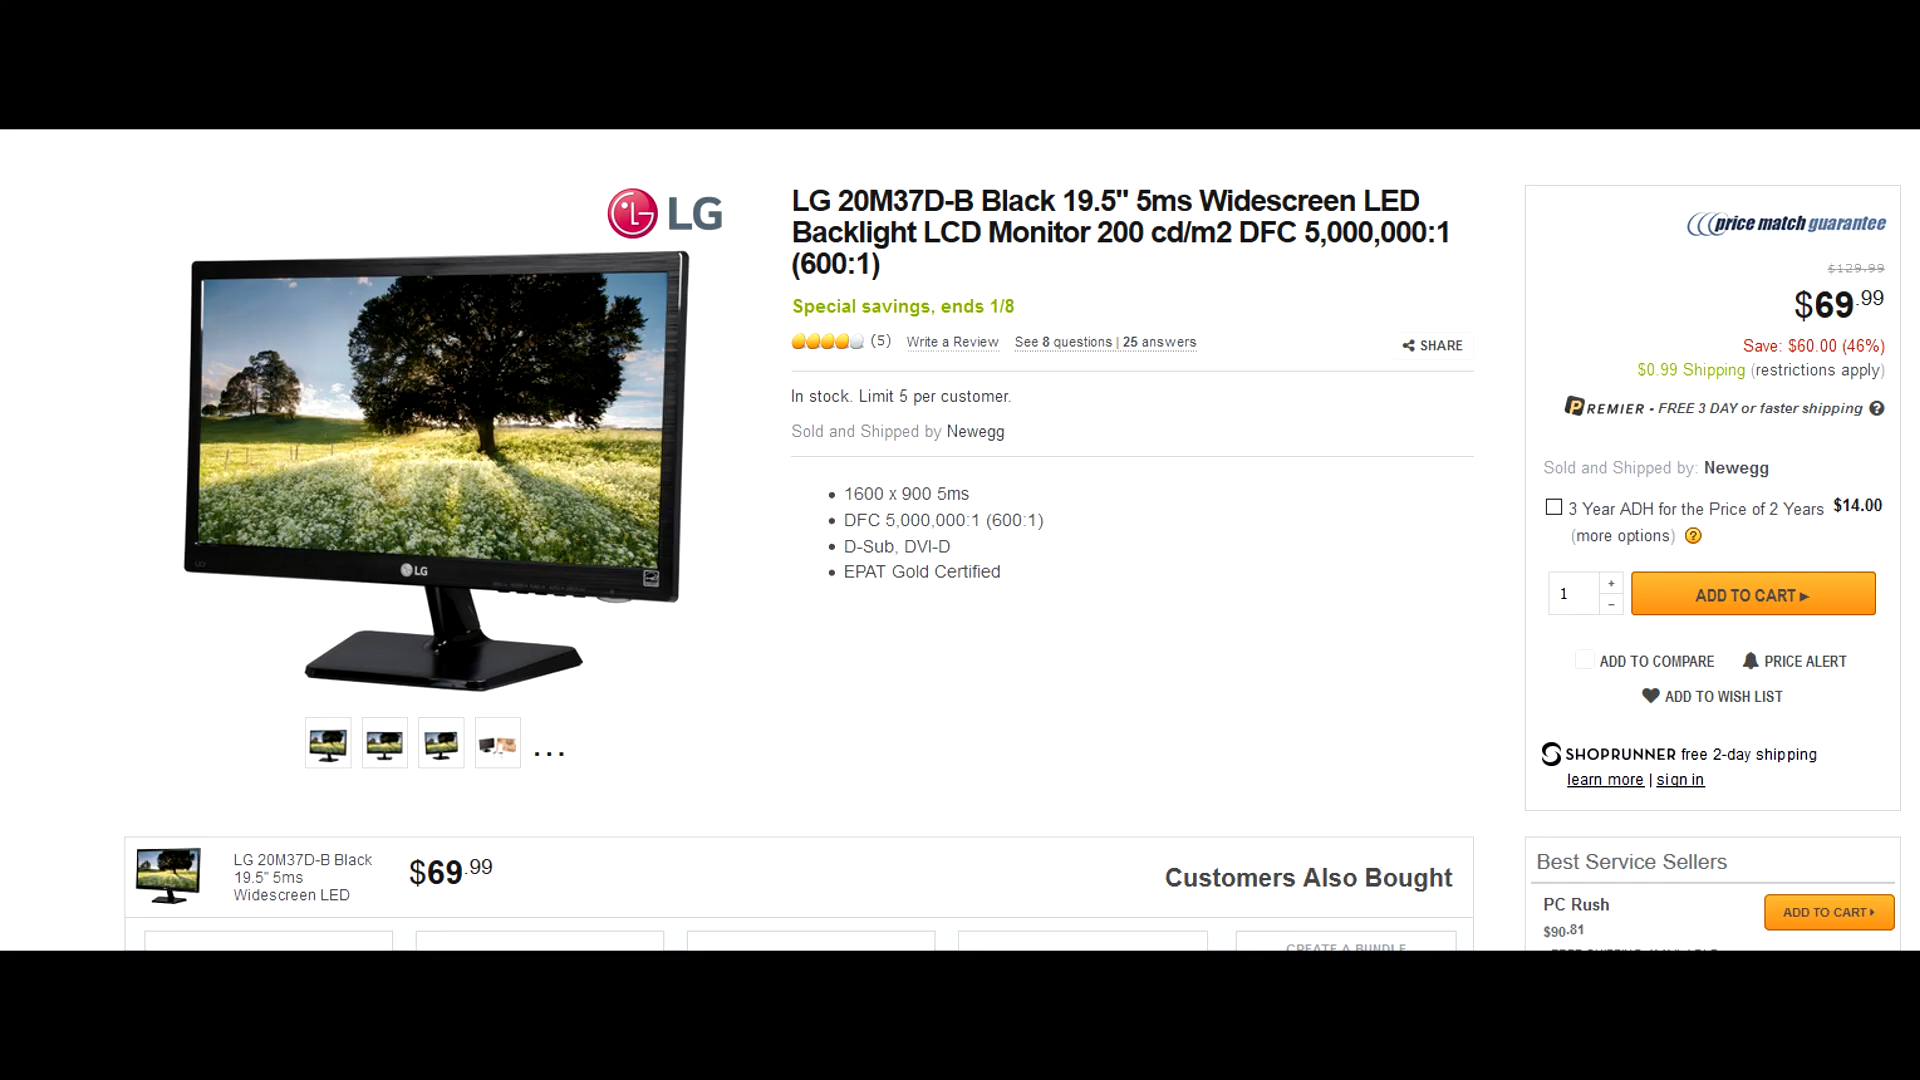 LG
LG 20M37D-B Black 19.5" 5ms Widescreen LED
Backlight LCD Monitor 200 cd/m2 DFC 5,000,000:1
(600:1)
Special savings, ends 1/8
(5) Write a Review See 8 questions | 25 answers
SHARE
In stock. Limit 5 per customer.
Sold and Shipped by Newegg
1600 x 900 5ms
DFC 5,000,000:1 (600:1)
D-Sub, DVI-D
EPAT Gold Certified
LG
...
price match guarantee
$129.99
$69.99
Save: $60.00 (46%)
$0.99 Shipping (restrictions apply)
PREMIER - FREE 3 DAY or faster shipping ?
Sold and Shipped by: Newegg
3 Year ADH for the Price of 2 Years $14.00
(more options) ?
1 + -
ADD TO CART
ADD TO COMPARE PRICE ALERT
ADD TO WISH LIST
SHOPRUNNER free 2-day shipping
learn more | sign in
LG 20M37D-B Black
19.5" 5ms
Widescreen LED
$69.99
Customers Also Bought
CREATE A BUNDLE
Best Service Sellers
PC Rush
$90.81
ADD TO CART